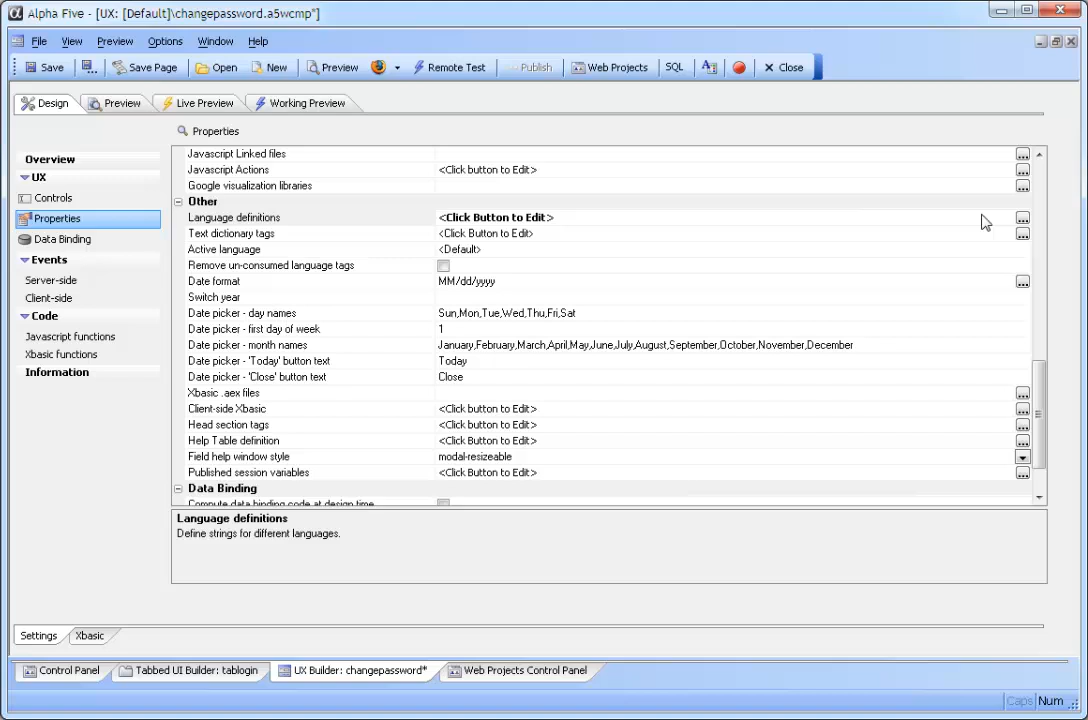 Alpha Five - [UX: [Default]\changepassword.a5wcmp*]
File View Preview Options Window Help
Save Save Page Open New Preview Remote Test Publish Web Projects SQL Close
Design Preview Live Preview Working Preview
Overview
UX
Controls
Properties
Data Binding
Events
Server-side
Client-side
Code
Javascript functions
Xbasic functions
Information
Properties
Javascript Linked files
Javascript Actions <Click button to Edit>
Google visualization libraries
Other
Language definitions <Click Button to Edit>
Text dictionary tags <Click Button to Edit>
Active language <Default>
Remove un-consumed language tags
Date format MM/dd/yyyy
Switch year
Date picker - day names Sun,Mon,Tue,Wed,Thu,Fri,Sat
Date picker - first day of week 1
Date picker - month names January,February,March,April,May,June,July,August,September,October,November,December
Date picker - 'Today' button text Today
Date picker - 'Close' button text Close
Xbasic .aex files
Client-side Xbasic <Click button to Edit>
Head section tags <Click Button to Edit>
Help Table definition <Click Button to Edit>
Field help window style modal-resizeable
Published session variables <Click Button to Edit>
Data Binding
Compute data binding code at design time
Language definitions
Define strings for different languages.
Settings Xbasic
Control Panel Tabbed UI Builder: tablogin UX Builder: changepassword* Web Projects Control Panel
Caps Num